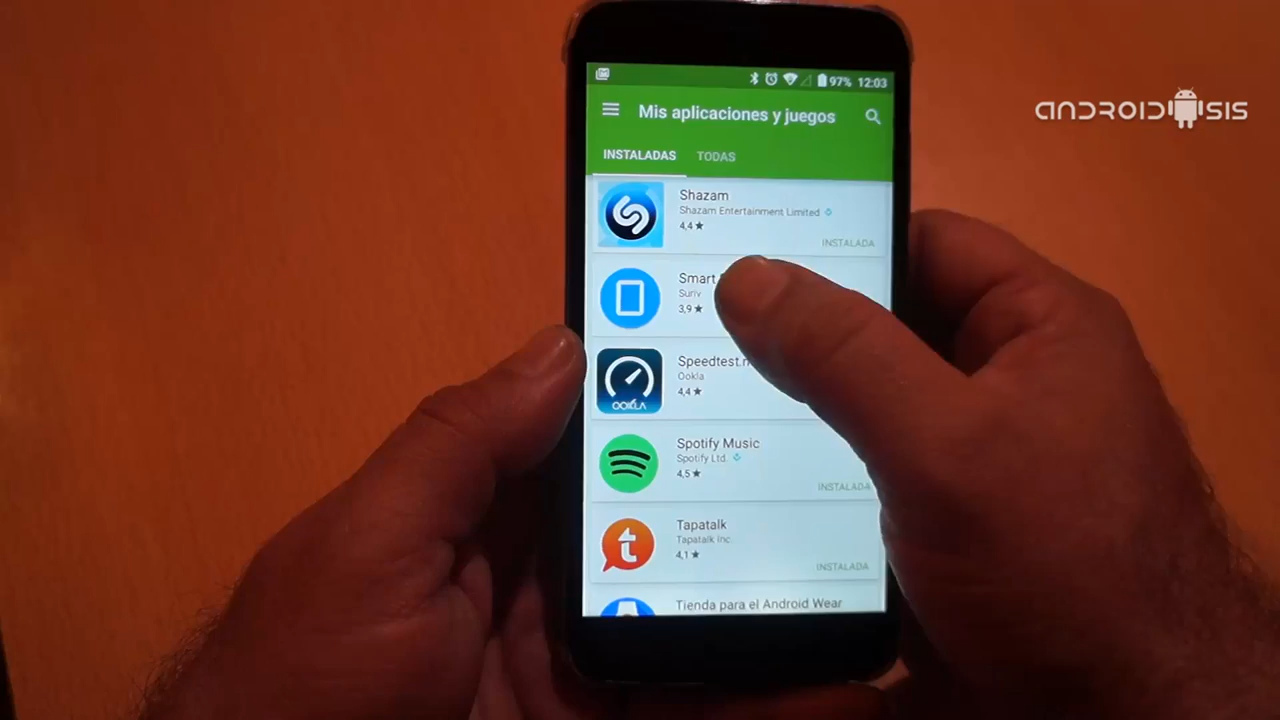 97% 12:03
ANDROIDSIS
Mis aplicaciones y juegos
INSTALADAS TODAS
Shazam
Shazam Entertainment Limited
4,4★
INSTALADA
Smart
Suriv
3,9★
Speedtest.n
Ookla
4,4★
OOKLA
Spotify Music
Spotify Ltd.
4,5★
INSTALADA
Tapatalk
Tapatalk Inc.
4,1★
INSTALADA
t
Tienda para el Android Wear